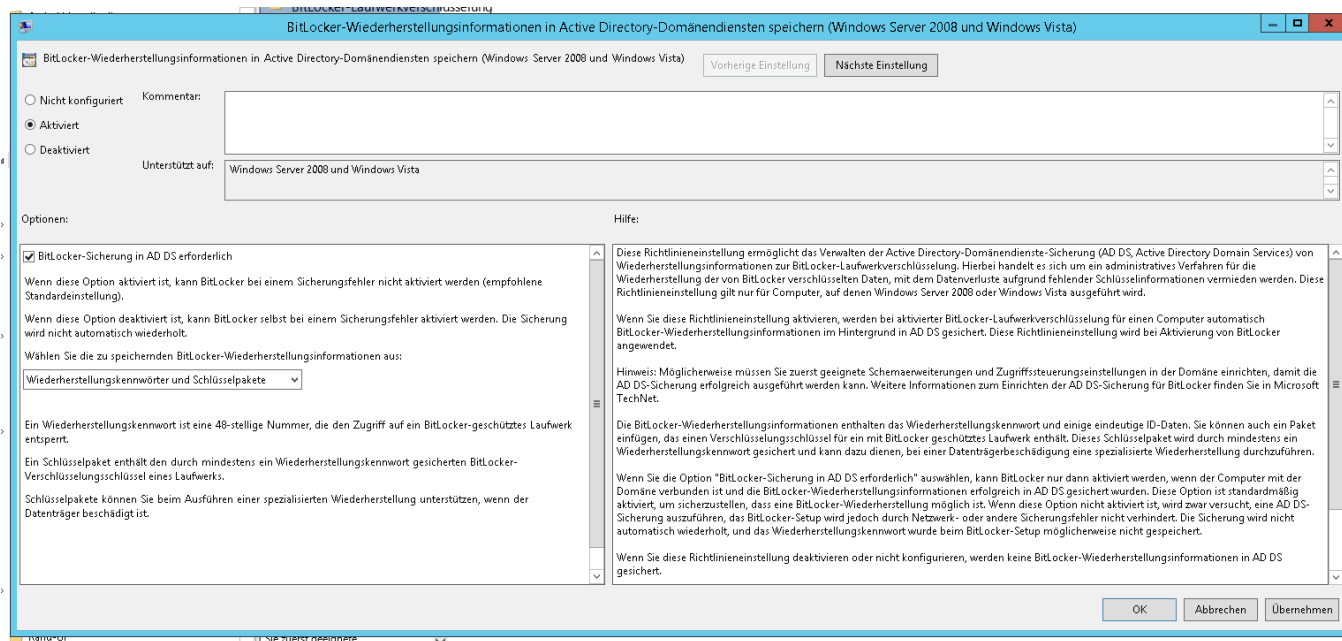 BitLocker-Laufwerkverschlüsselung
BitLocker-Wiederherstellungsinformationen in Active Directory-Domänendiensten speichern (Windows Server 2008 und Windows Vista)
BitLocker-Wiederherstellungsinformationen in Active Directory-Domänendiensten speichern (Windows Server 2008 und Windows Vista)
Vorherige Einstellung
Nächste Einstellung
Nicht konfiguriert
Aktiviert
Deaktiviert
Kommentar:
Unterstützt auf:
Windows Server 2008 und Windows Vista
Optionen:
BitLocker-Sicherung in AD DS erforderlich
Wenn diese Option aktiviert ist, kann BitLocker bei einem Sicherungsfehler nicht aktiviert werden (empfohlene
Standardeinstellung).
Wenn diese Option deaktiviert ist, kann BitLocker selbst bei einem Sicherungsfehler aktiviert werden. Die Sicherung
wird nicht automatisch wiederholt.
Wählen Sie die zu speichernden BitLocker-Wiederherstellungsinformationen aus:
Wiederherstellungskennwörter und Schlüsselpakete
Ein Wiederherstellungskennwort ist eine 48-stellige Nummer, die den Zugriff auf ein BitLocker-geschütztes Laufwerk
entsperrt.
Ein Schlüsselpaket enthält den durch mindestens ein Wiederherstellungskennwort gesicherten BitLocker-
Verschlüsselungsschlüssel eines Laufwerks.
Schlüsselpakete können Sie beim Ausführen einer spezialisierten Wiederherstellung unterstützen, wenn der
Datenträger beschädigt ist.
Hilfe:
Diese Richtlinieneinstellung ermöglicht das Verwalten der Active Directory-Domänendienste-Sicherung (AD DS, Active Directory Domain Services) von
Wiederherstellungsinformationen zur BitLocker-Laufwerkverschlüsselung. Hierbei handelt es sich um ein administratives Verfahren für die
Wiederherstellung der von BitLocker verschlüsselten Daten, mit dem Datenverluste aufgrund fehlender Schlüsselinformationen vermieden werden. Diese
Richtlinieneinstellung gilt nur für Computer, auf denen Windows Server 2008 oder Windows Vista ausgeführt wird.
Wenn Sie diese Richtlinieneinstellung aktivieren, werden bei aktivierter BitLocker-Laufwerkverschlüsselung für einen Computer automatisch
BitLocker-Wiederherstellungsinformationen im Hintergrund in AD DS gesichert. Diese Richtlinieneinstellung wird bei Aktivierung von BitLocker
angewendet.
Hinweis: Möglicherweise müssen Sie zuerst geeignete Schemaerweiterungen und Zugriffssteuerungseinstellungen in der Domäne einrichten, damit die
AD DS-Sicherung erfolgreich ausgeführt werden kann. Weitere Informationen zum Einrichten der AD DS-Sicherung für BitLocker finden Sie in Microsoft
TechNet.
Die BitLocker-Wiederherstellungsinformationen enthalten das Wiederherstellungskennwort und einige eindeutige ID-Daten. Sie können auch ein Paket
einfügen, das einen Verschlüsselungsschlüssel für ein mit BitLocker geschütztes Laufwerk enthält. Dieses Schlüsselpaket wird durch mindestens ein
Wiederherstellungskennwort gesichert und kann dazu dienen, bei einer Datenträgerbeschädigung eine spezialisierte Wiederherstellung durchzuführen.
Wenn Sie die Option "BitLocker-Sicherung in AD DS erforderlich" auswählen, kann BitLocker nur dann aktiviert werden, wenn der Computer mit der
Domäne verbunden ist und die BitLocker-Wiederherstellungsinformationen erfolgreich in AD DS gesichert wurden. Diese Option ist standardmäßig
aktiviert, um sicherzustellen, dass eine BitLocker-Wiederherstellung möglich ist. Wenn diese Option nicht aktiviert ist, wird zwar versucht, eine AD DS-
Sicherung auszuführen, das BitLocker-Setup wird jedoch durch Netzwerk- oder andere Sicherungsfehler nicht verhindert. Die Sicherung wird nicht
automatisch wiederholt, und das Wiederherstellungskennwort wurde beim BitLocker-Setup möglicherweise nicht gespeichert.
Wenn Sie diese Richtlinieneinstellung deaktivieren oder nicht konfigurieren, werden keine BitLocker-Wiederherstellungsinformationen in AD DS
gesichert.
OK
Abbrechen
Übernehmen
Sie zuerst geeignete